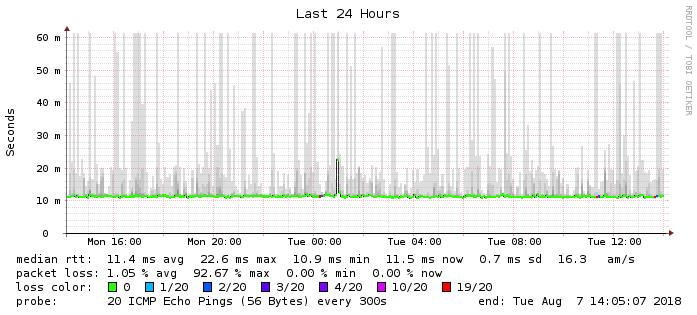 Last 24 Hours
RRDTOOL / TOBI OETIKER
Seconds
60 m
50 m
40 m
30 m
20 m
10 m
0
Mon 16:00 Mon 20:00 Tue 00:00 Tue 04:00 Tue 08:00 Tue 12:00
median rtt: 11.4 ms avg 22.6 ms max 10.9 ms min 11.5 ms now 0.7 ms sd 16.3 am/s
packet loss: 1.05 % avg 92.67 % max 0.00 % min 0.00 % now
loss color: 0 1/20 2/20 3/20 4/20 10/20 19/20
probe: 20 ICMP Echo Pings (56 Bytes) every 300s end: Tue Aug 7 14:05:07 2018